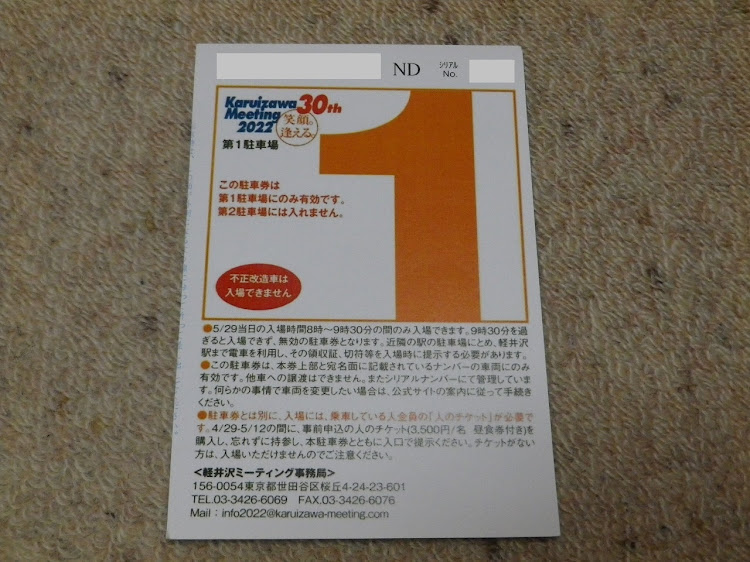 ND
シリアル
No.
Karuizawa 30th
Meeting
2022
笑顔で
逢える。
第1駐車場
1
この駐車券は
第1駐車場にのみ有効です。
第2駐車場には入れません。
不正改造車は
入場できません
●5/29当日の入場時間8時〜9時30分の間のみ入場できます。9時30分を過
ぎると入場できず、無効の駐車券となります。近隣の駅の駐車場にとめ、軽井沢
駅まで電車を利用し、その領収証、切符等を入場時に提示する必要があります。
●この駐車券は、本券上部と宛名面に記載されているナンバーの車両にのみ
有効です。他車への譲渡はできません。またシリアルナンバーにて管理していま
す。何らかの事情で車両を変更したい場合は、公式サイトの案内に従って手続き
ください。
●駐車券とは別に、入場には、乗車している人全員の「人のチケット」が必要で
す。4/29-5/12の間に、事前申込の人のチケット(3,500円/名 昼食券付き)を
購入し、忘れずに持参し、本駐車券とともに入口で提示ください。チケットがない
方は、入場いただけませんのでご注意ください。
<軽井沢ミーティング事務局>
156-0054東京都世田谷区桜丘4-24-23-601
TEL.03-3426-6069 FAX.03-3426-6076
Mail：info2022@karuizawa-meeting.com